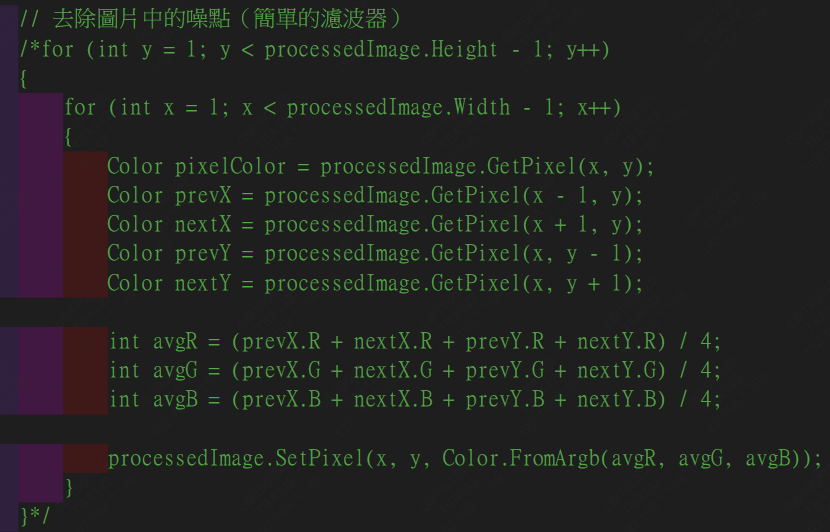 // 去除圖片中的噪點（簡單的濾波器）
/*for (int y = 1; y < processedImage.Height - 1; y++)
{
for (int x = 1; x < processedImage.Width - 1; x++)
{
Color pixelColor = processedImage.GetPixel(x, y);
Color prevX = processedImage.GetPixel(x - 1, y);
Color nextX = processedImage.GetPixel(x + 1, y);
Color prevY = processedImage.GetPixel(x, y - 1);
Color nextY = processedImage.GetPixel(x, y + 1);
int avgR = (prevX.R + nextX.R + prevY.R + nextY.R) / 4;
int avgG = (prevX.G + nextX.G + prevY.G + nextY.G) / 4;
int avgB = (prevX.B + nextX.B + prevY.B + nextY.B) / 4;
processedImage.SetPixel(x, y, Color.FromArgb(avgR, avgG, avgB));
}
}*/